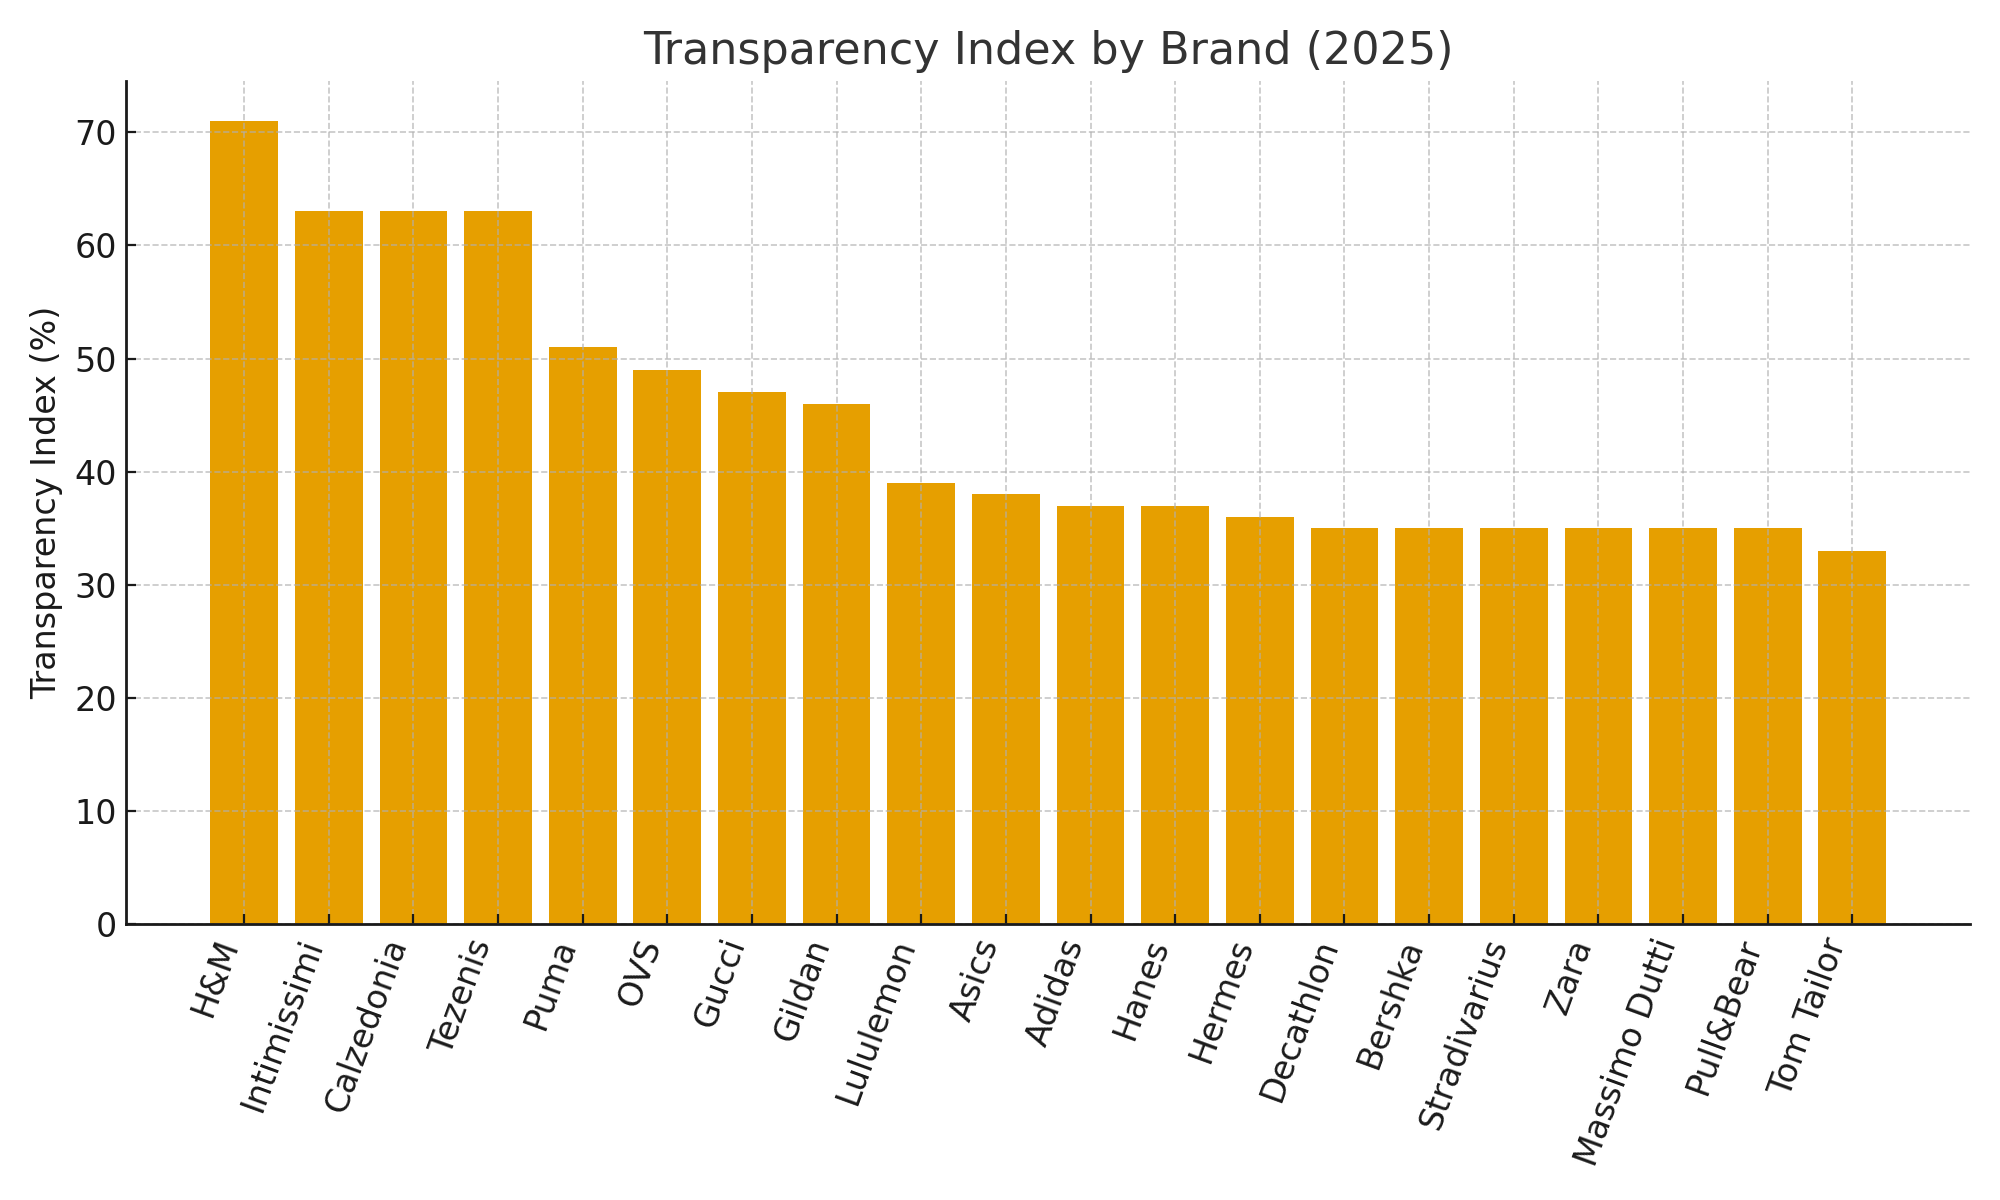 Transparency Index by Brand (2025)
Transparency Index (%)
70
60
50
40
30
20
10
0
H&M
Intimissimi
Calzedonia
Tezenis
Puma
OVS
Gucci
Gildan
Lululemon
Asics
Adidas
Hanes
Hermes
Decathlon
Bershka
Stradivarius
Zara
Massimo Dutti
Pull&Bear
Tom Tailor